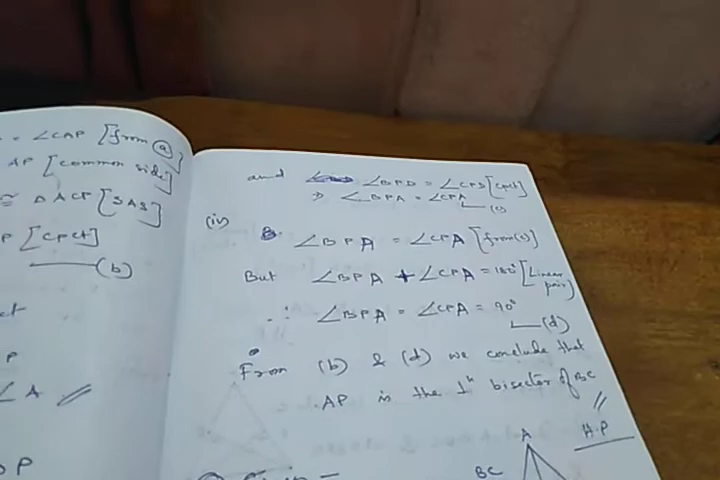 = ∠CAP [from (a)]
AP [common side]
≅ ΔACP [SAS]
P [cpct]
—(b)
P
∠A //
P
and ∠BPD = ∠CPD [cpct]
⇒ ∠BPA = ∠CPA —(c)
(iv) ∠BPA = ∠CPA [from (c)]
But ∠BPA + ∠CPA = 180° [Linear pair]
∴ ∠BPA = ∠CPA = 90°
—(d)
From (b) & (d) we conclude that
AP is the ⊥ʳ bisector of BC
//
H.P
A
BC